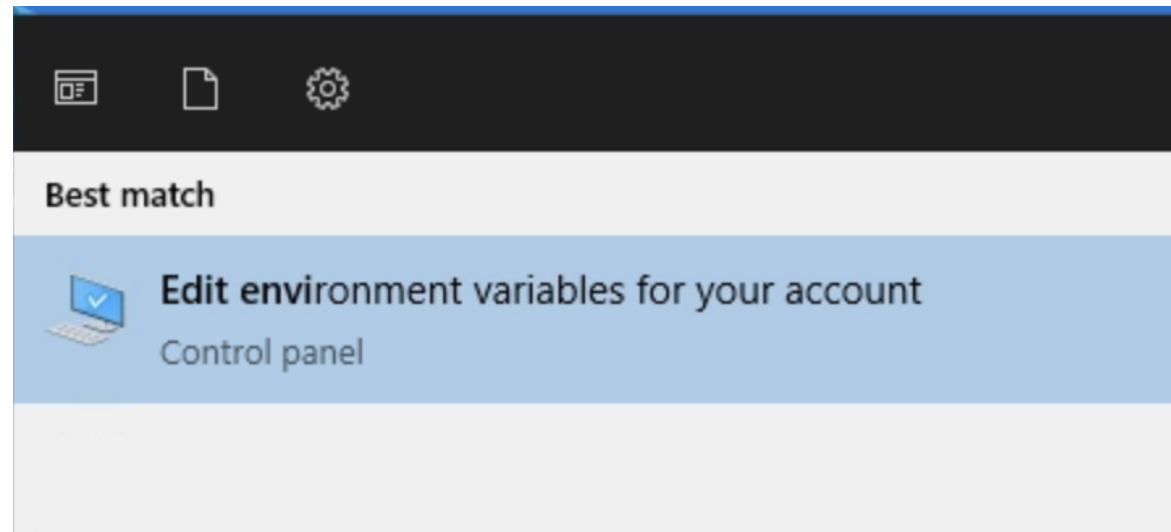 Best match
Edit environment variables for your account
Control panel